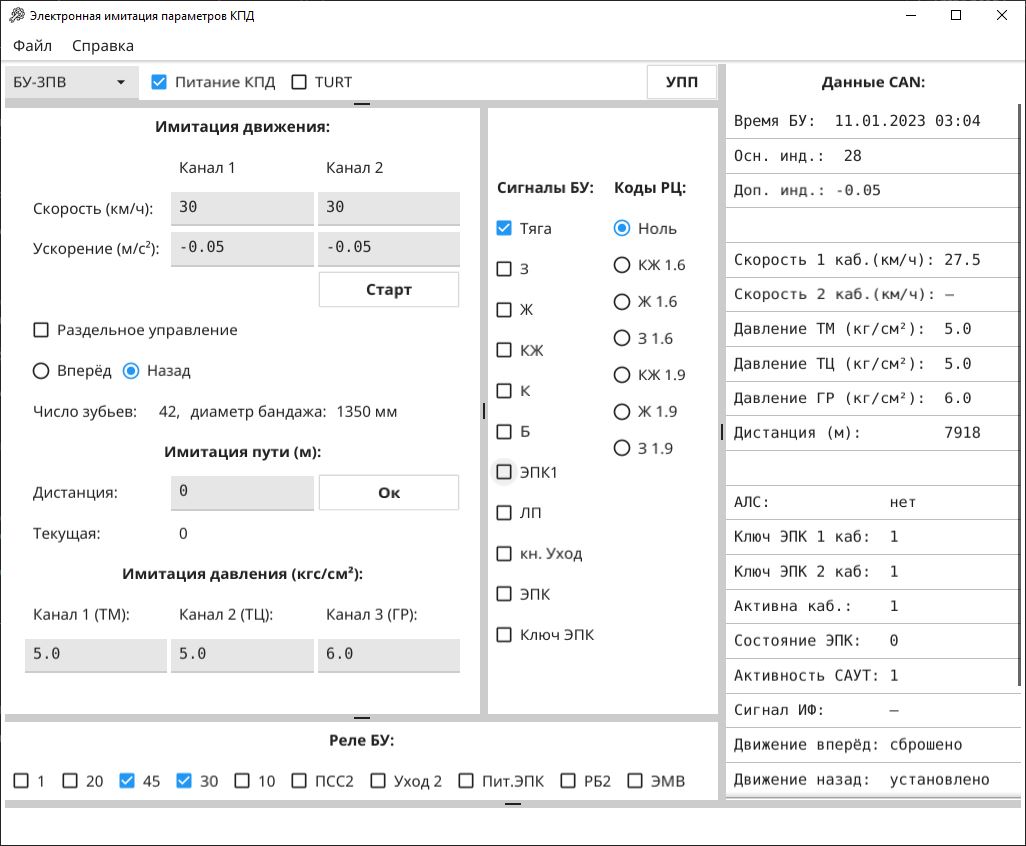 Электронная имитация параметров КПД
Файл Справка
БУ-3ПВ Питание КПД TURT УПП
Имитация движения:
Канал 1 Канал 2
Скорость (км/ч): 30 30
Ускорение (м/с²): -0.05 -0.05
Старт
Раздельное управление
Вперёд Назад
Число зубьев: 42, диаметр бандажа: 1350 мм
Имитация пути (м):
Дистанция: 0 Ок
Текущая: 0
Имитация давления (кгс/см²):
Канал 1 (ТМ): Канал 2 (ТЦ): Канал 3 (ГР):
5.0 5.0 6.0
Сигналы БУ:
Тяга
З
Ж
КЖ
К
Б
ЭПК1
ЛП
кн. Уход
ЭПК
Ключ ЭПК
Коды РЦ:
Ноль
КЖ 1.6
Ж 1.6
З 1.6
КЖ 1.9
Ж 1.9
З 1.9
Реле БУ:
1 20 45 30 10 ПСС2 Уход 2 Пит.ЭПК РБ2 ЭМВ
Данные CAN:
Время БУ: 11.01.2023 03:04
Осн. инд.: 28
Доп. инд.: -0.05
Скорость 1 каб.(км/ч): 27.5
Скорость 2 каб.(км/ч): —
Давление ТМ (кг/см²): 5.0
Давление ТЦ (кг/см²): 5.0
Давление ГР (кг/см²): 6.0
Дистанция (м): 7918
АЛС: нет
Ключ ЭПК 1 каб: 1
Ключ ЭПК 2 каб: 1
Активна каб.: 1
Состояние ЭПК: 0
Активность САУТ: 1
Сигнал ИФ: —
Движение вперёд: сброшено
Движение назад: установлено